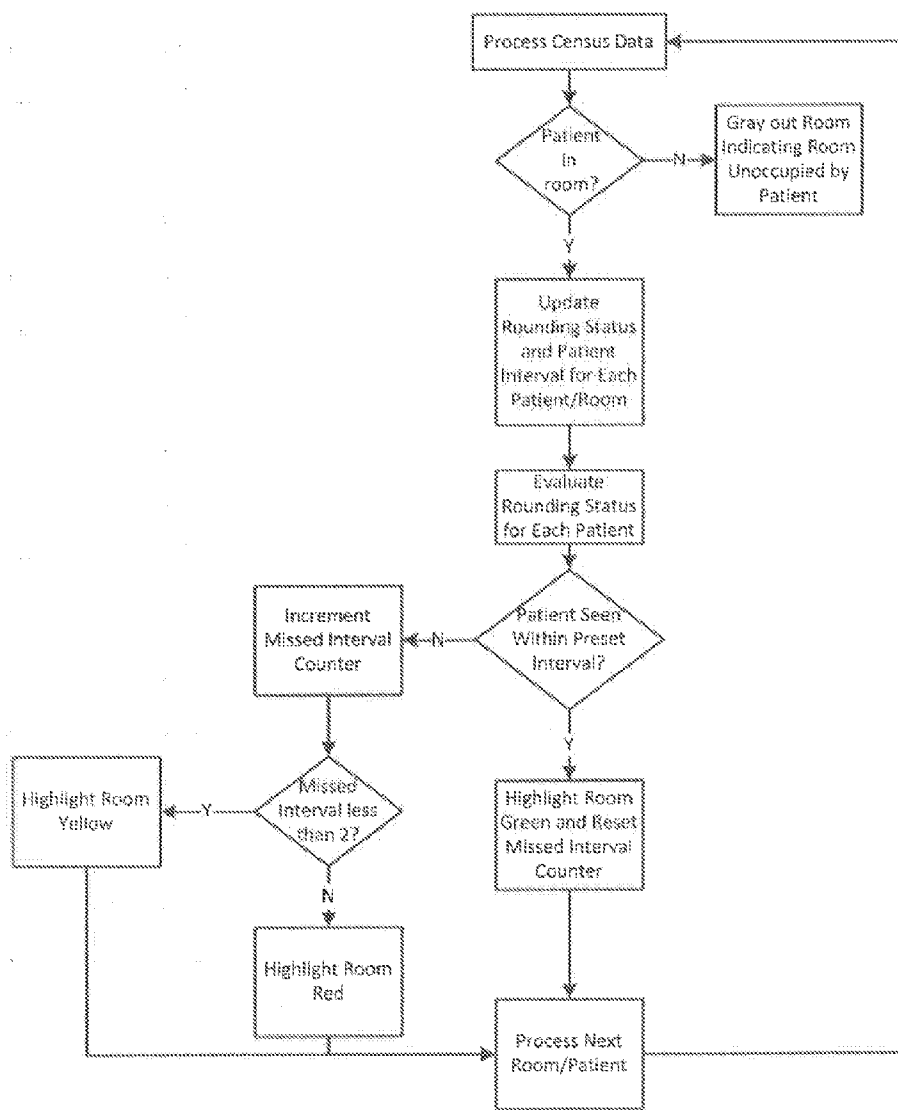 Process Census Data
Patient
In
room?
N
Gray out Room
Indicating Room
Unoccupied by
Patient
Y
Update
Rounding Status
and Patient
Interval for Each
Patient/Room
Evaluate
Rounding Status
for Each Patient
Patient Seen
Within Preset
Interval?
N
Increment
Missed Interval
Counter
Y
Missed
Interval less
than 2?
Y
Highlight Room
Yellow
N
Highlight Room
Green and Reset
Missed Interval
Counter
Highlight Room
Red
Process Next
Room/Patient